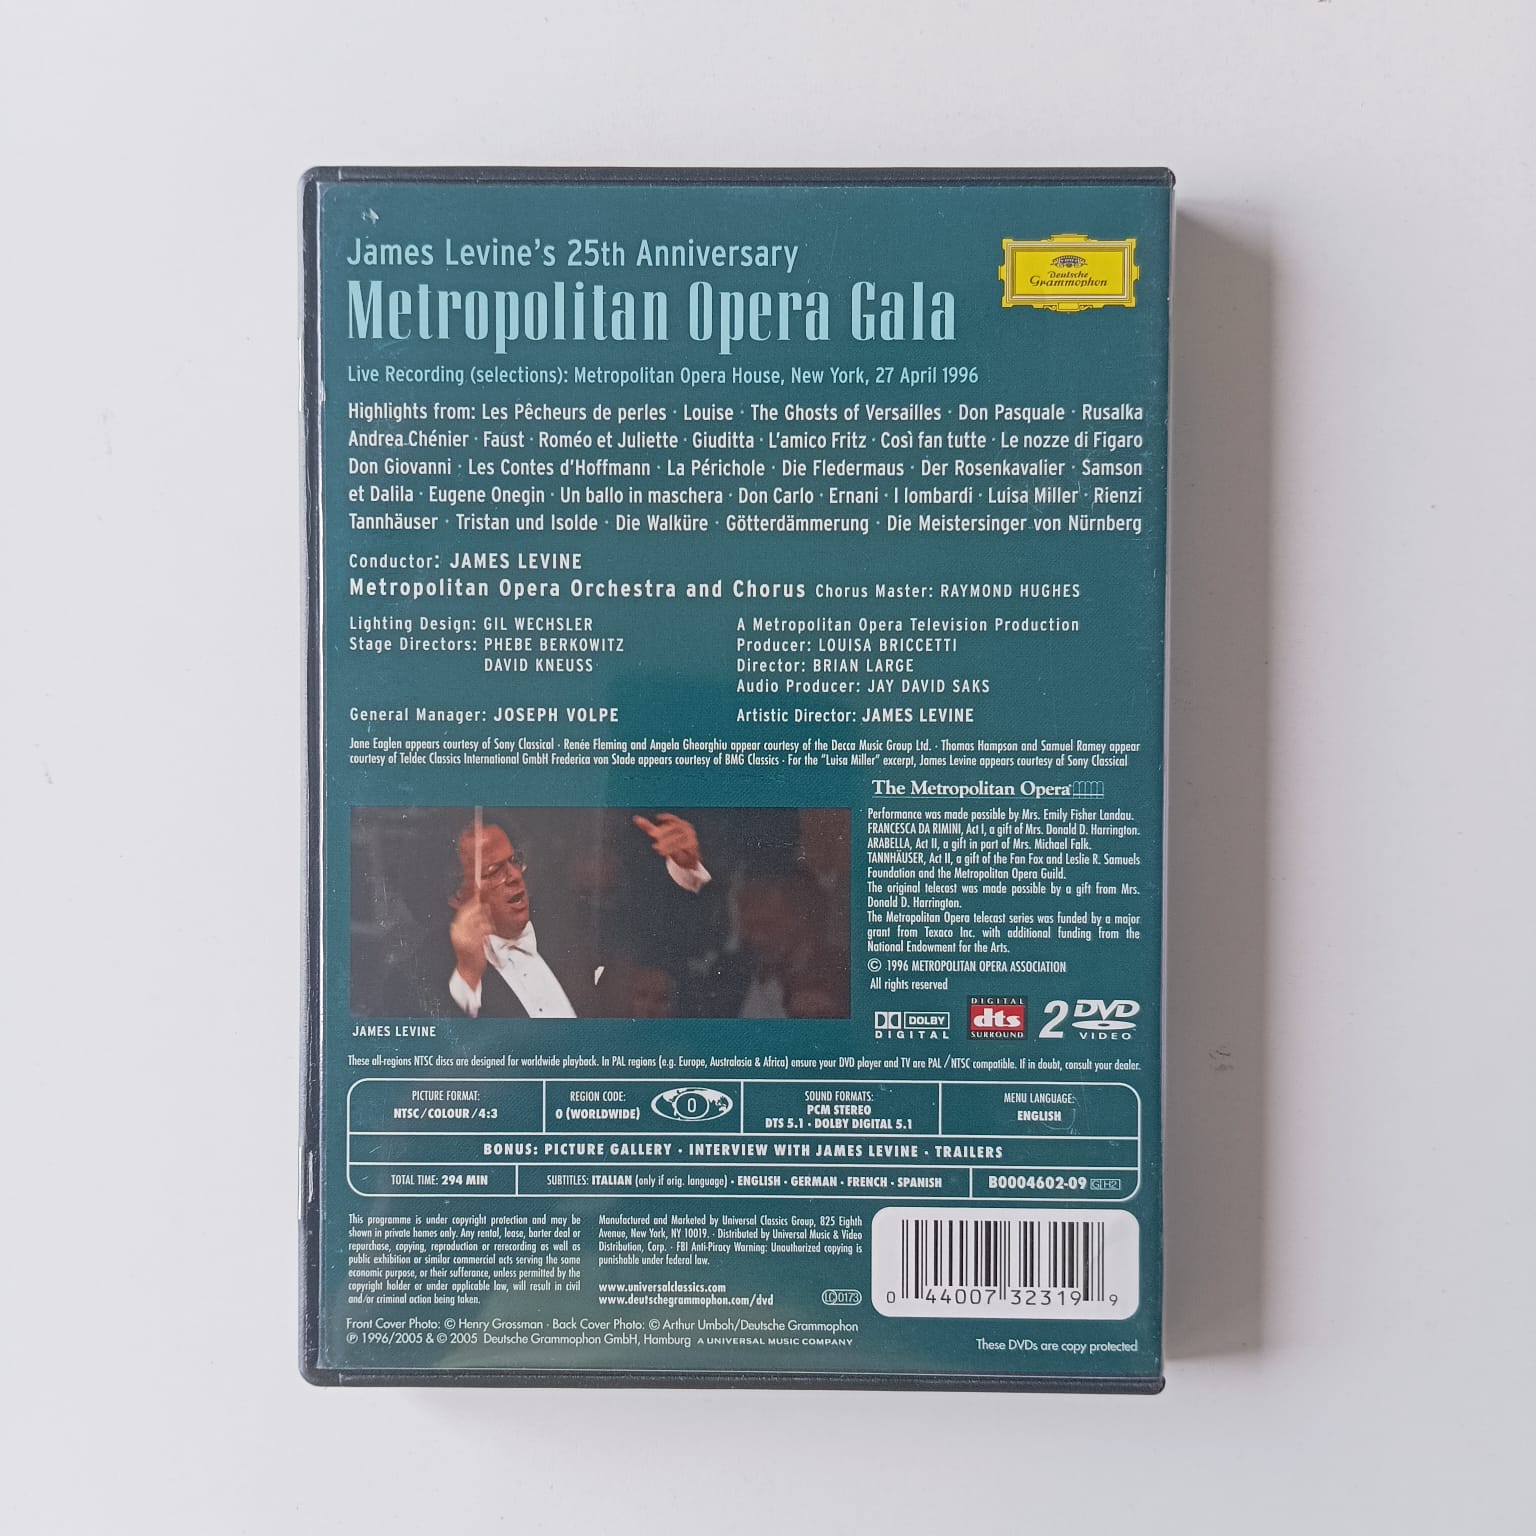 James Levine's 25th Anniversary
Metropolitan Opera Gala
Deutsche
Grammophon
Live Recording (selections): Metropolitan Opera House, New York, 27 April 1996
Highlights from: Les Pêcheurs de perles · Louise · The Ghosts of Versailles · Don Pasquale · Rusalka
Andrea Chénier · Faust · Roméo et Juliette · Giuditta · L'amico Fritz · Così fan tutte · Le nozze di Figaro
Don Giovanni · Les Contes d'Hoffmann · La Périchole · Die Fledermaus · Der Rosenkavalier · Samson
et Dalila · Eugene Onegin · Un ballo in maschera · Don Carlo · Ernani · I lombardi · Luisa Miller · Rienzi
Tannhäuser · Tristan und Isolde · Die Walküre · Götterdämmerung · Die Meistersinger von Nürnberg
Conductor: JAMES LEVINE
Metropolitan Opera Orchestra and Chorus Chorus Master: RAYMOND HUGHES
Lighting Design: GIL WECHSLER
Stage Directors: PHEBE BERKOWITZ
DAVID KNEUSS
A Metropolitan Opera Television Production
Producer: LOUISA BRICCETTI
Director: BRIAN LARGE
Audio Producer: JAY DAVID SAKS
General Manager: JOSEPH VOLPE
Artistic Director: JAMES LEVINE
Jane Eaglen appears courtesy of Sony Classical · Renée Fleming and Angela Gheorghiu appear courtesy of the Decca Music Group Ltd. · Thomas Hampson and Samuel Ramey appear
courtesy of Teldec Classics International GmbH Frederica von Stade appears courtesy of BMG Classics · For the "Luisa Miller" excerpt, James Levine appears courtesy of Sony Classical
The Metropolitan Opera
Performance was made possible by Mrs. Emily Fisher Landau.
FRANCESCA DA RIMINI, Act I, a gift of Mrs. Donald D. Harrington.
ARABELLA, Act II, a gift in part of Mrs. Michael Falk.
TANNHÄUSER, Act II, a gift of the Fan Fox and Leslie R. Samuels
Foundation and the Metropolitan Opera Guild.
The original telecast was made possible by a gift from Mrs.
Donald D. Harrington.
The Metropolitan Opera telecast series was funded by a major
grant from Texaco Inc. with additional funding from the
National Endowment for the Arts.
© 1996 METROPOLITAN OPERA ASSOCIATION
All rights reserved
JAMES LEVINE
DOLBY
DIGITAL
DIGITAL
dts
SURROUND
2 DVD
VIDEO
These all-regions NTSC discs are designed for worldwide playback. In PAL regions (e.g. Europe, Australasia & Africa) ensure your DVD player and TV are PAL/NTSC compatible. If in doubt, consult your dealer.
PICTURE FORMAT:
NTSC/COLOUR/4:3
REGION CODE:
0 (WORLDWIDE)
0
SOUND FORMATS:
PCM STEREO
DTS 5.1 · DOLBY DIGITAL 5.1
MENU LANGUAGE:
ENGLISH
BONUS: PICTURE GALLERY · INTERVIEW WITH JAMES LEVINE · TRAILERS
TOTAL TIME: 294 MIN
SUBTITLES: ITALIAN (only if orig. language) · ENGLISH · GERMAN · FRENCH · SPANISH
B0004602-09 GH2
This programme is under copyright protection and may be
shown in private homes only. Any rental, lease, barter deal or
repurchase, copying, reproduction or rerecording as well as
public exhibition or similar commercial acts serving the same
economic purpose, or their sufferance, unless permitted by the
copyright holder or under applicable law, will result in civil
and/or criminal action being taken.
Manufactured and Marketed by Universal Classics Group, 825 Eighth
Avenue, New York, NY 10019. · Distributed by Universal Music & Video
Distribution, Corp. · FBI Anti-Piracy Warning: Unauthorized copying is
punishable under federal law.
www.universalclassics.com
www.deutschegrammophon.com/dvd
LC 0173
0 44007 32319 9
Front Cover Photo: © Henry Grossman · Back Cover Photo: © Arthur Umboh/Deutsche Grammophon
℗ 1996/2005 & © 2005 Deutsche Grammophon GmbH, Hamburg A UNIVERSAL MUSIC COMPANY
These DVDs are copy protected